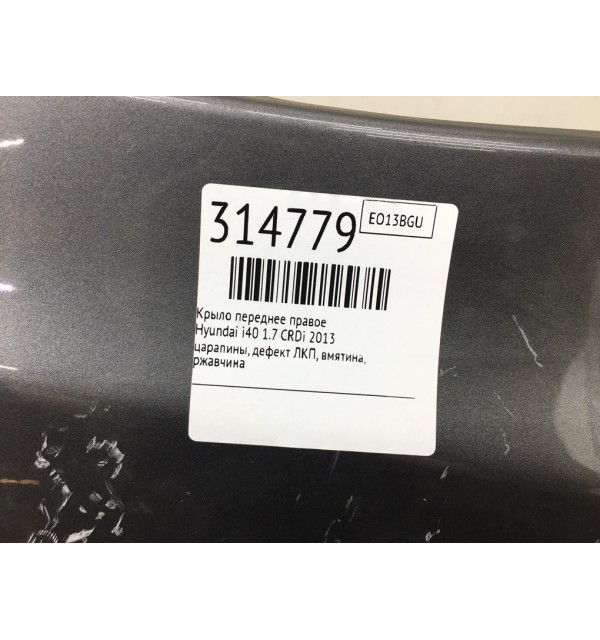 314779
EO13BGU
Крыло переднее правое
Hyundai i40 1.7 CRDi 2013
царапины, дефект ЛКП, вмятина,
ржавчина